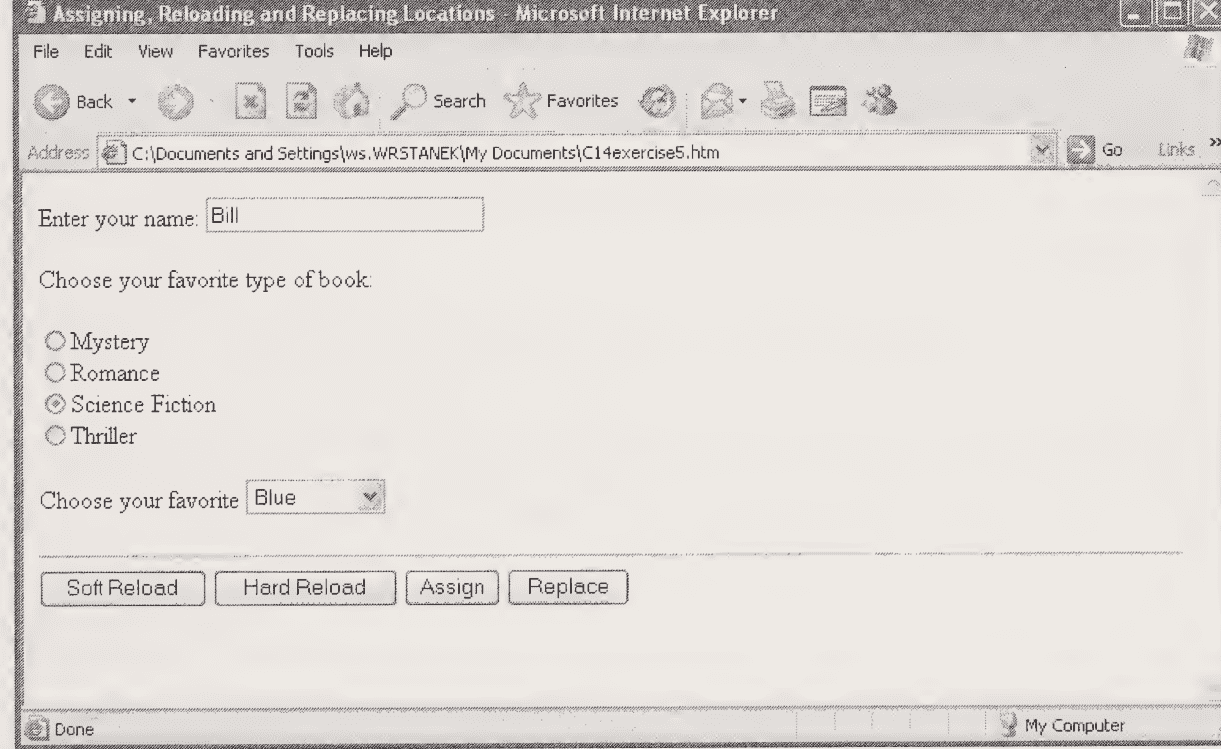 Assigning, Reloading and Replacing Locations - Microsoft Internet Explorer
File Edit View Favorites Tools Help
Back Search Favorites
Address C:\Documents and Settings\ws.WRSTANEK\My Documents\C14exercise5.htm Go Links »
Enter your name: Bill
Choose your favorite type of book:
Mystery
Romance
Science Fiction
Thriller
Choose your favorite Blue
Soft Reload Hard Reload Assign Replace
Done My Computer